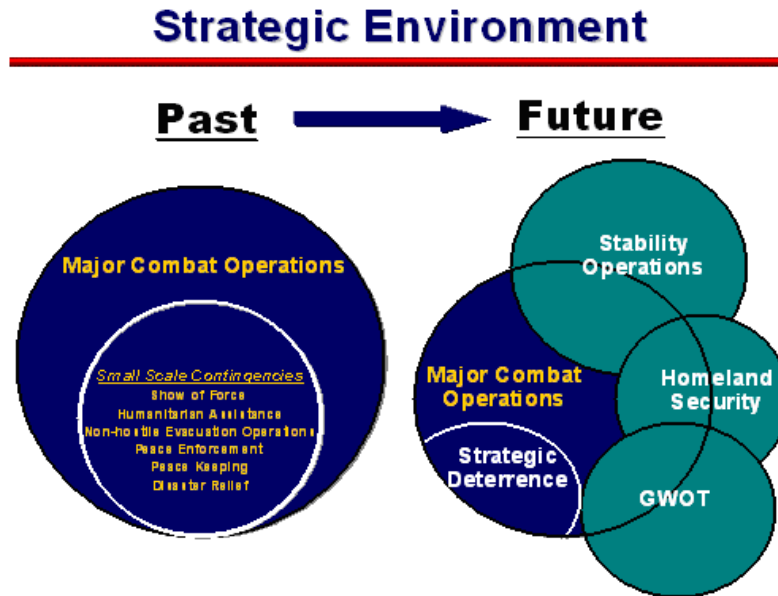 Strategic Environment
Past
Future
Major Combat Operations
Small Scale Contingencies
Show of Force
Humanitarian Assistance
Non-hostile Evacuation Operations
Peace Enforcement
Peace Keeping
Disaster Relief
Stability
Operations
Major Combat
Operations
Homeland
Security
Strategic
Deterrence
GWOT